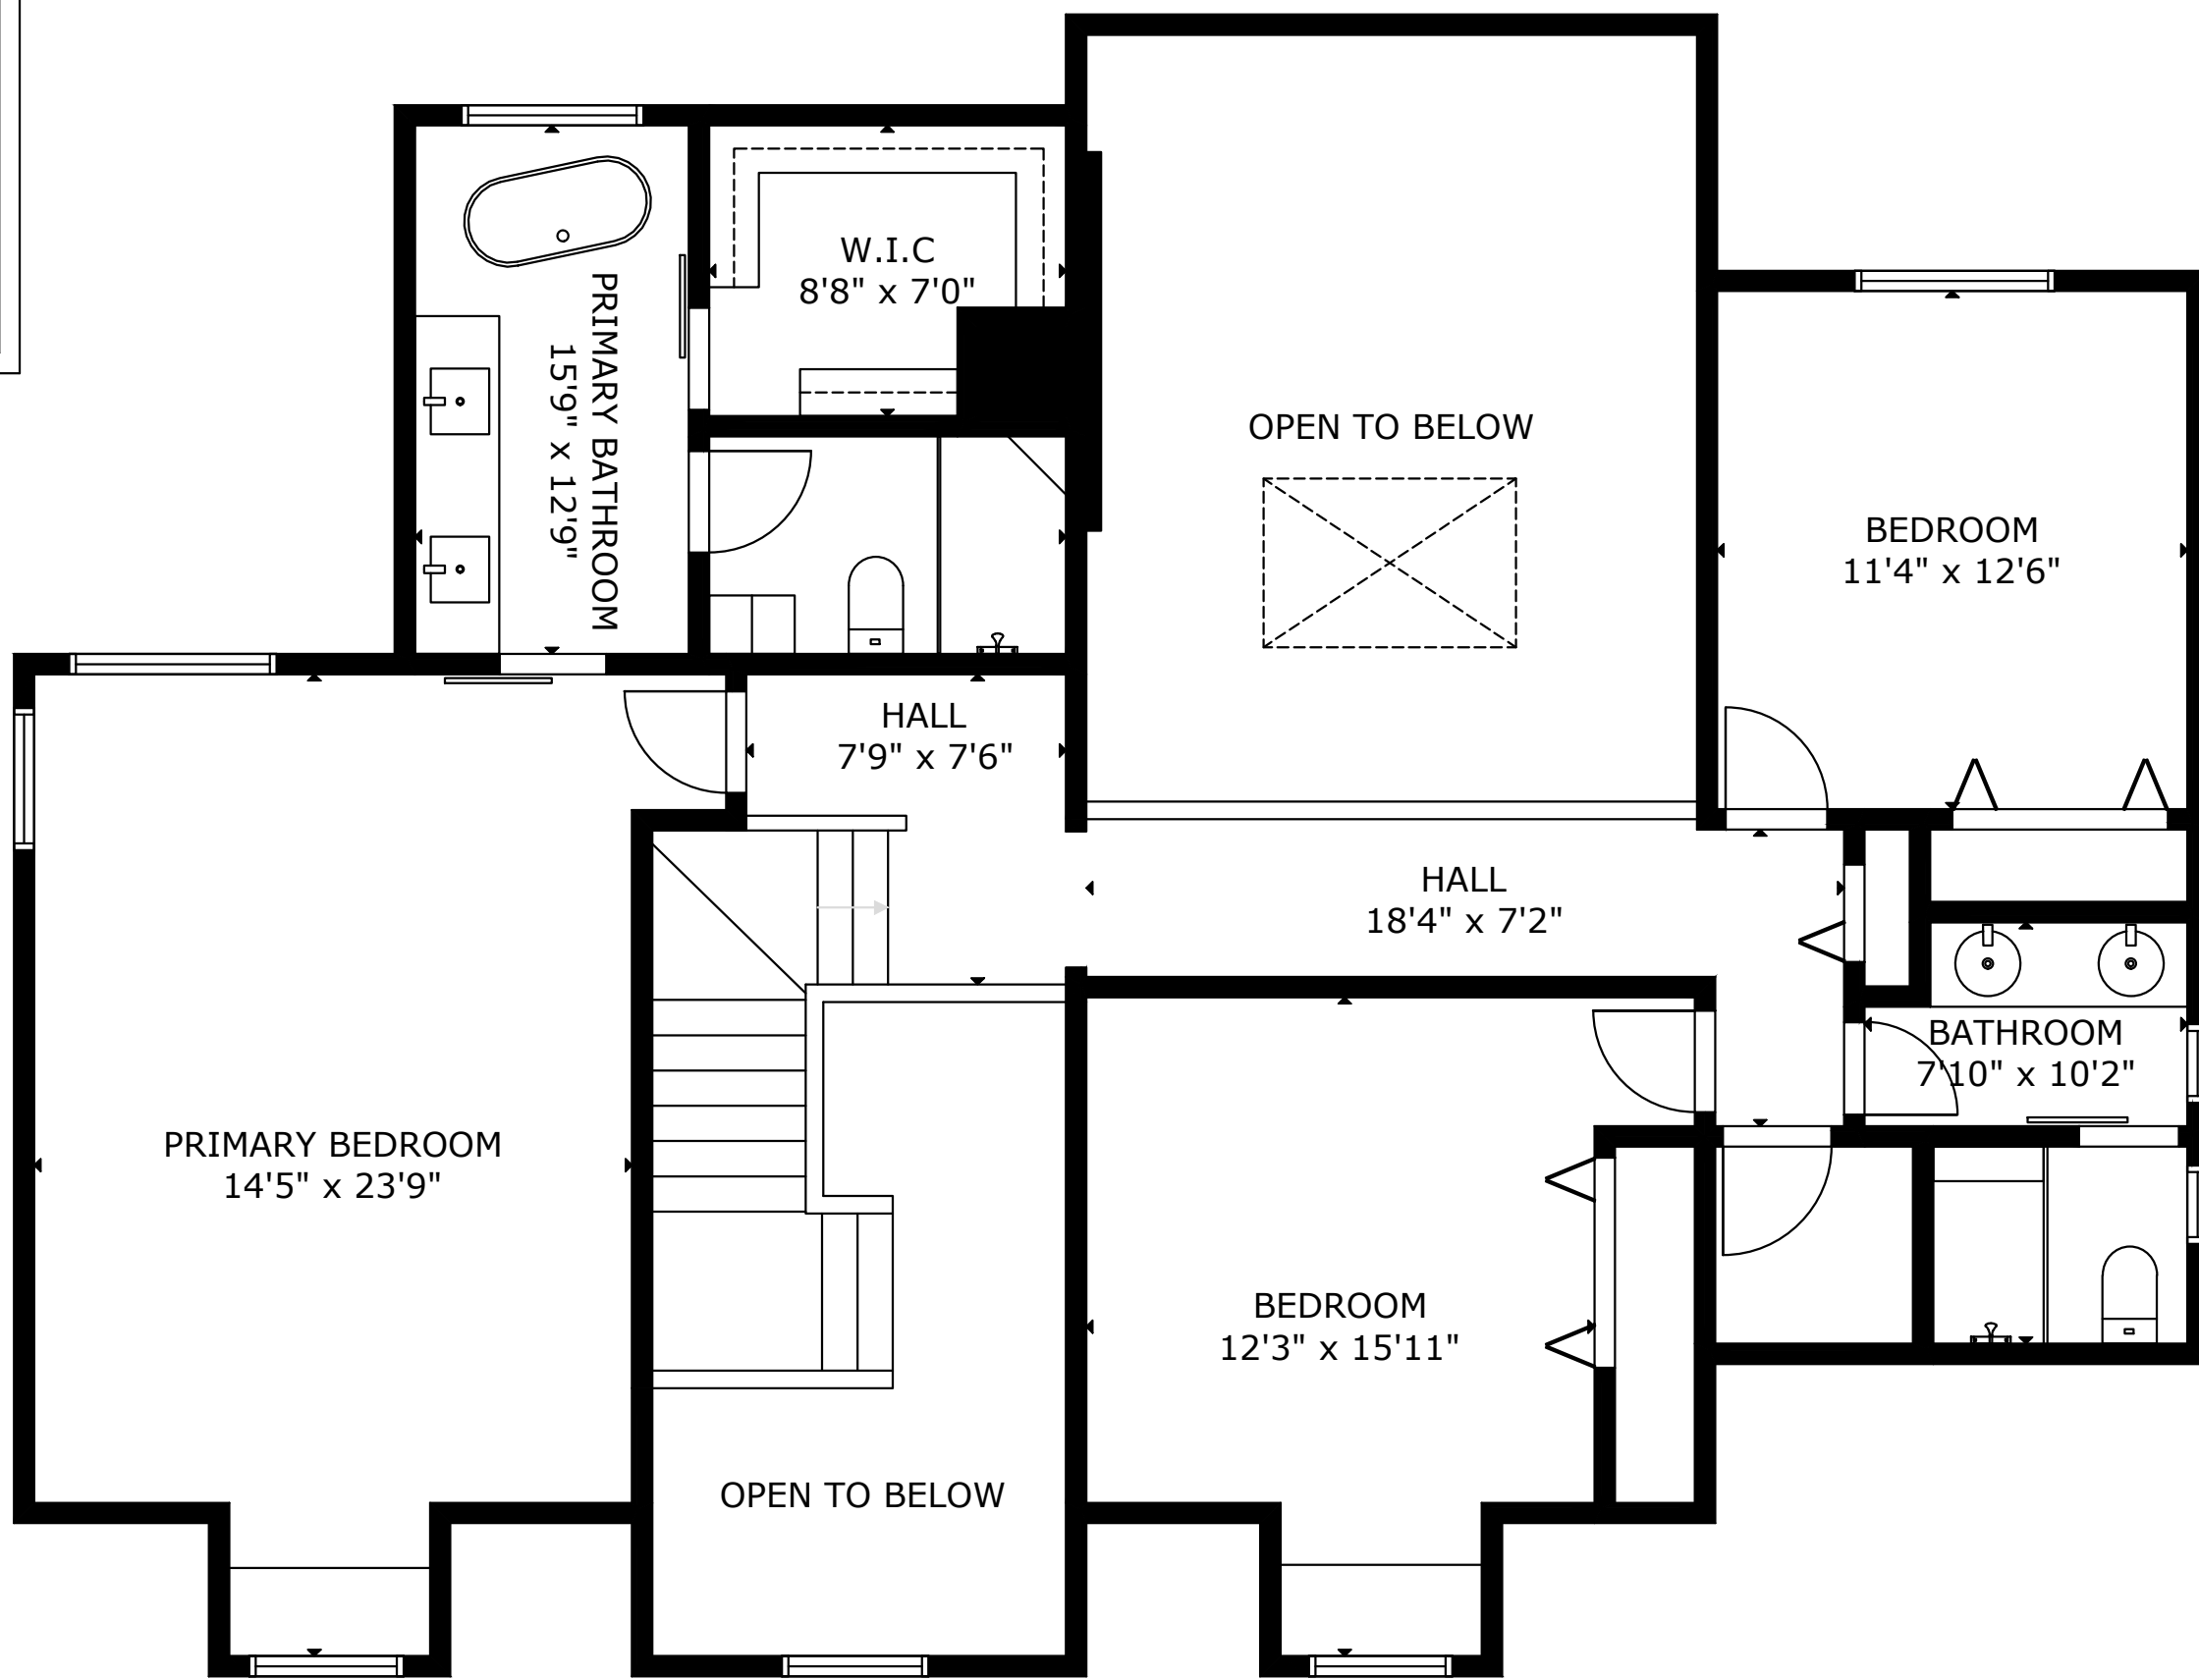 W.I.C
8'8" x 7'0"
PRIMARY BATHROOM
15'9" x 12'9"
OPEN TO BELOW
BEDROOM
11'4" x 12'6"
HALL
7'9" x 7'6"
HALL
18'4" x 7'2"
BATHROOM
7'10" x 10'2"
PRIMARY BEDROOM
14'5" x 23'9"
BEDROOM
12'3" x 15'11"
OPEN TO BELOW